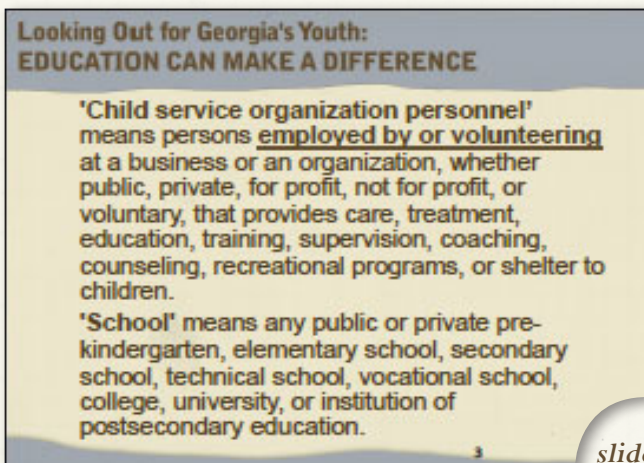 Looking Out for Georgia's Youth:
EDUCATION CAN MAKE A DIFFERENCE
'Child service organization personnel'
means persons employed by or volunteering
at a business or an organization, whether
public, private, for profit, not for profit, or
voluntary, that provides care, treatment,
education, training, supervision, coaching,
counseling, recreational programs, or shelter to
children.
'School' means any public or private pre-
kindergarten, elementary school, secondary
school, technical school, vocational school,
college, university, or institution of
postsecondary education.
3
slide